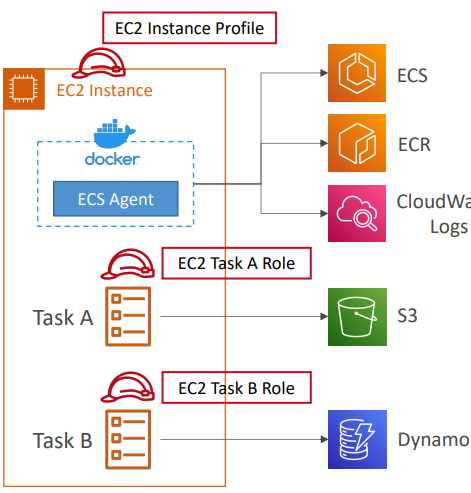 EC2 Instance Profile
EC2 Instance
docker
ECS Agent
ECS
ECR
CloudWa
Logs
EC2 Task A Role
Task A
S3
EC2 Task B Role
Task B
Dynamo